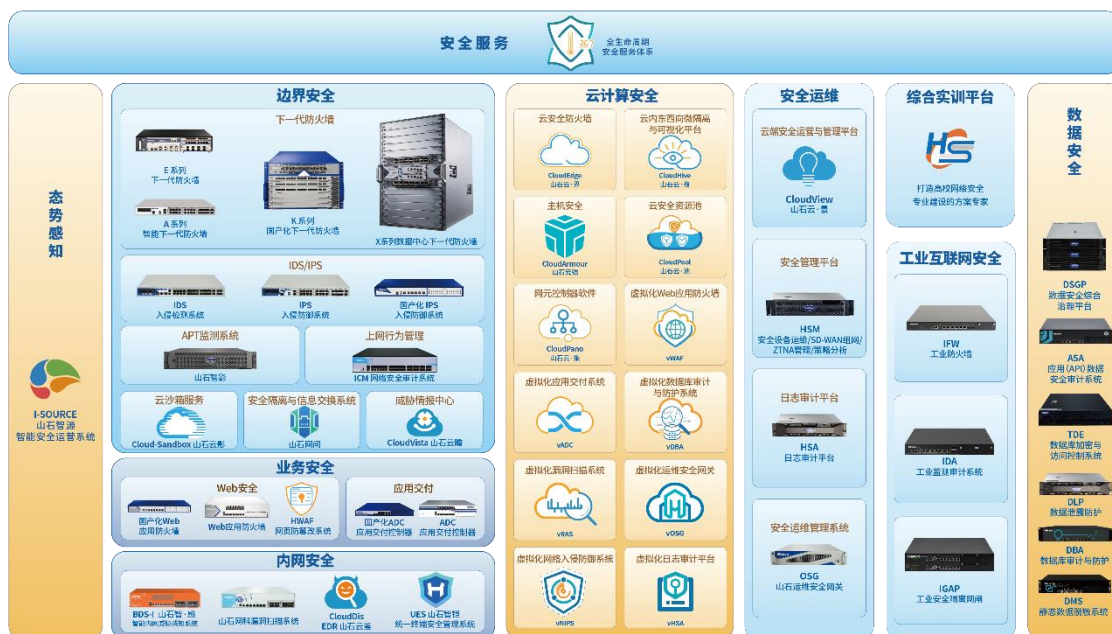 安全服务
360
全生命周期
安全服务体系
态势感知
I-SOURCE
山石智源
智能安全运营系统
边界安全
下一代防火墙
E 系列
下一代防火墙
A 系列
智能下一代防火墙
K 系列
国产化下一代防火墙
X系列数据中心下一代防火墙
IDS/IPS
IDS
入侵检测系统
IPS
入侵防御系统
国产化 IPS
入侵防御系统
APT监测系统
山石智影
上网行为管理
ICM 网络安全审计系统
云沙箱服务
Cloud-Sandbox 山石云影
安全隔离与信息交换系统
山石网闸
威胁情报中心
CloudVista 山石云瞻
业务安全
Web安全
国产化Web
应用防火墙
Web应用防火墙
HWAF
网页防篡改系统
应用交付
国产化ADC
应用交付控制器
ADC
应用交付控制器
内网安全
BDS-I 山石智·感
智能内网威胁感知系统
山石网科漏洞扫描系统
CloudDis
EDR 山石云鉴
UES 山石智铠
统一终端安全管理系统
云计算安全
云安全防火墙
CloudEdge
山石云·界
云内东西向微隔离
与可视化平台
CloudHive
山石云·格
主机安全
CloudArmour
山石云铠
云安全资源池
CloudPool
山石云·池
网元控制器软件
CloudPano
山石云·集
虚拟化Web应用防火墙
vWAF
虚拟化应用交付系统
vADC
虚拟化数据库审计
与防护系统
vDBA
虚拟化漏洞扫描系统
vRAS
虚拟化运维安全网关
vOSG
虚拟化网络入侵防御系统
vNIPS
虚拟化日志审计平台
vHSA
安全运维
云端安全运营与管理平台
CloudView
山石云·景
安全管理平台
HSM
安全设备运维/SD-WAN组网/
ZTNA管理/策略分析
日志审计平台
HSA
日志审计平台
安全运维管理系统
OSG
山石运维安全网关
综合实训平台
HS
打造高校网络安全
专业建设的方案专家
工业互联网安全
IFW
工业防火墙
IDA
工业监测审计系统
IGAP
工业安全隔离网闸
数据安全
DSGP
数据安全综合
治理平台
ASA
应用(API)数据
安全审计系统
TDE
数据库加密与
访问控制系统
DLP
数据泄露防护
DBA
数据库审计与防护
DMS
静态数据脱敏系统